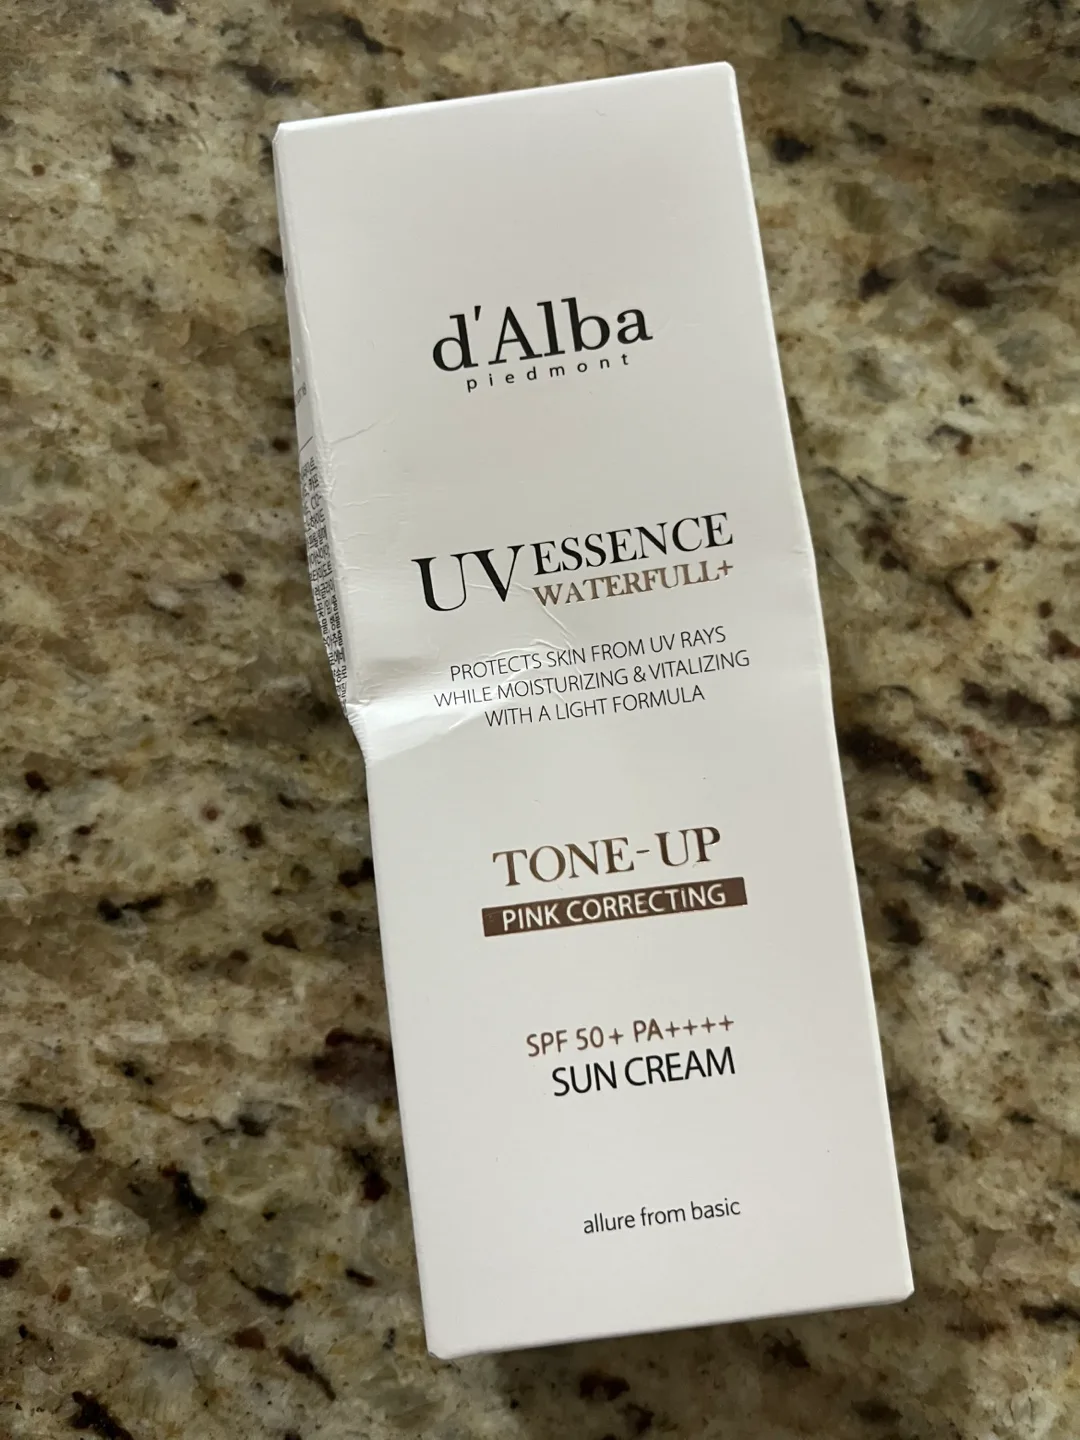 d'Alba
piedmont
UV ESSENCE
WATERFULL+
PROTECTS SKIN FROM UV RAYS
WHILE MOISTURIZING & VITALIZING
WITH A LIGHT FORMULA
TONE-UP
PINK CORRECTING
SPF 50+ PA++++
SUN CREAM
allure from basic